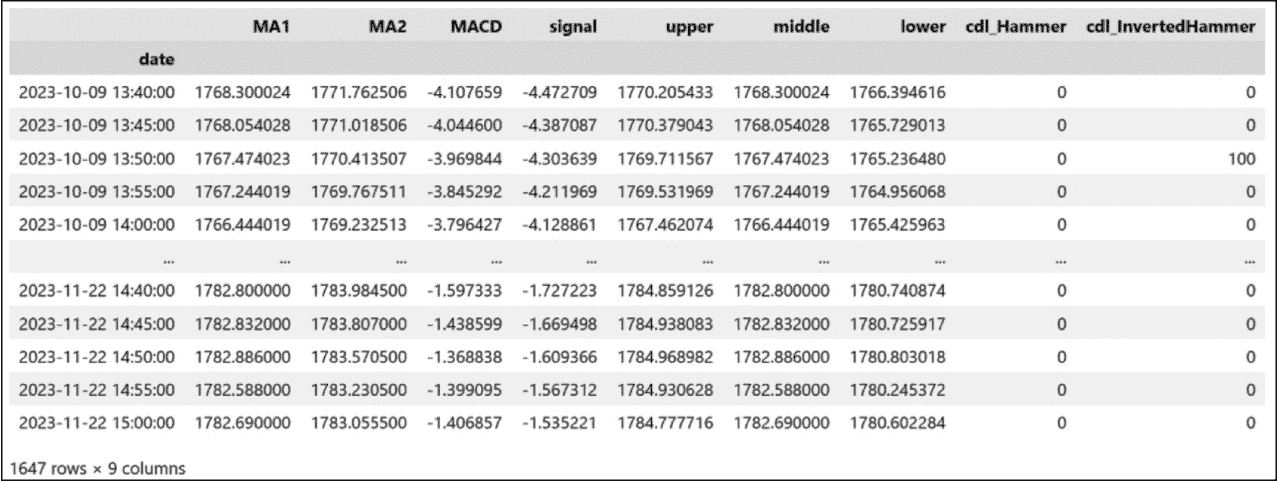 MA1 MA2 MACD signal upper middle lower cdl_Hammer cdl_InvertedHammer
date
2023-10-09 13:40:00 1768.300024 1771.762506 -4.107659 -4.472709 1770.205433 1768.300024 1766.394616 0 0
2023-10-09 13:45:00 1768.054028 1771.018506 -4.044600 -4.387087 1770.379043 1768.054028 1765.729013 0 0
2023-10-09 13:50:00 1767.474023 1770.413507 -3.969844 -4.303639 1769.711567 1767.474023 1765.236480 0 100
2023-10-09 13:55:00 1767.244019 1769.767511 -3.845292 -4.211969 1769.531969 1767.244019 1764.956068 0 0
2023-10-09 14:00:00 1766.444019 1769.232513 -3.796427 -4.128861 1767.462074 1766.444019 1765.425963 0 0
... ... ... ... ... ... ... ... ... ...
2023-11-22 14:40:00 1782.800000 1783.984500 -1.597333 -1.727223 1784.859126 1782.800000 1780.740874 0 0
2023-11-22 14:45:00 1782.832000 1783.807000 -1.438599 -1.669498 1784.938083 1782.832000 1780.725917 0 0
2023-11-22 14:50:00 1782.886000 1783.570500 -1.368838 -1.609366 1784.968982 1782.886000 1780.803018 0 0
2023-11-22 14:55:00 1782.588000 1783.230500 -1.399095 -1.567312 1784.930628 1782.588000 1780.245372 0 0
2023-11-22 15:00:00 1782.690000 1783.055500 -1.406857 -1.535221 1784.777716 1782.690000 1780.602284 0 0
1647 rows × 9 columns